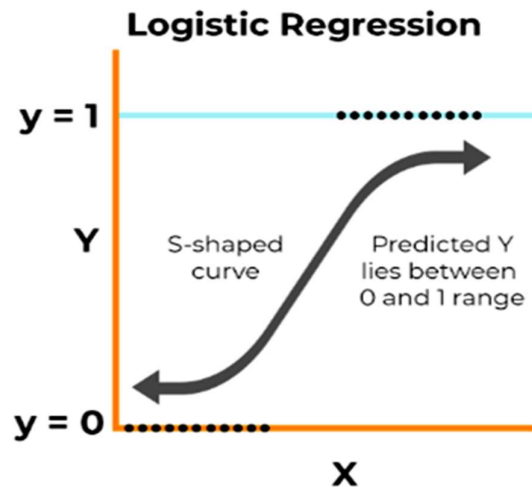 Logistic Regression
y = 1
Y
S-shaped
curve
Predicted Y
lies between
0 and 1 range
y = 0
X